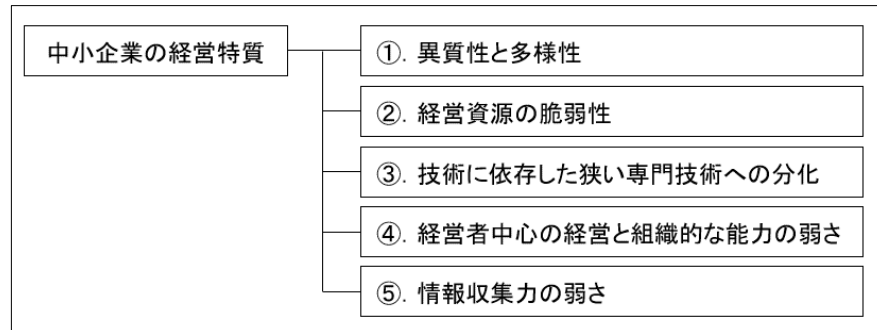 中小企業の経営特質
①. 異質性と多様性
②. 経営資源の脆弱性
③. 技術に依存した狭い専門技術への分化
④. 経営者中心の経営と組織的な能力の弱さ
⑤. 情報収集力の弱さ